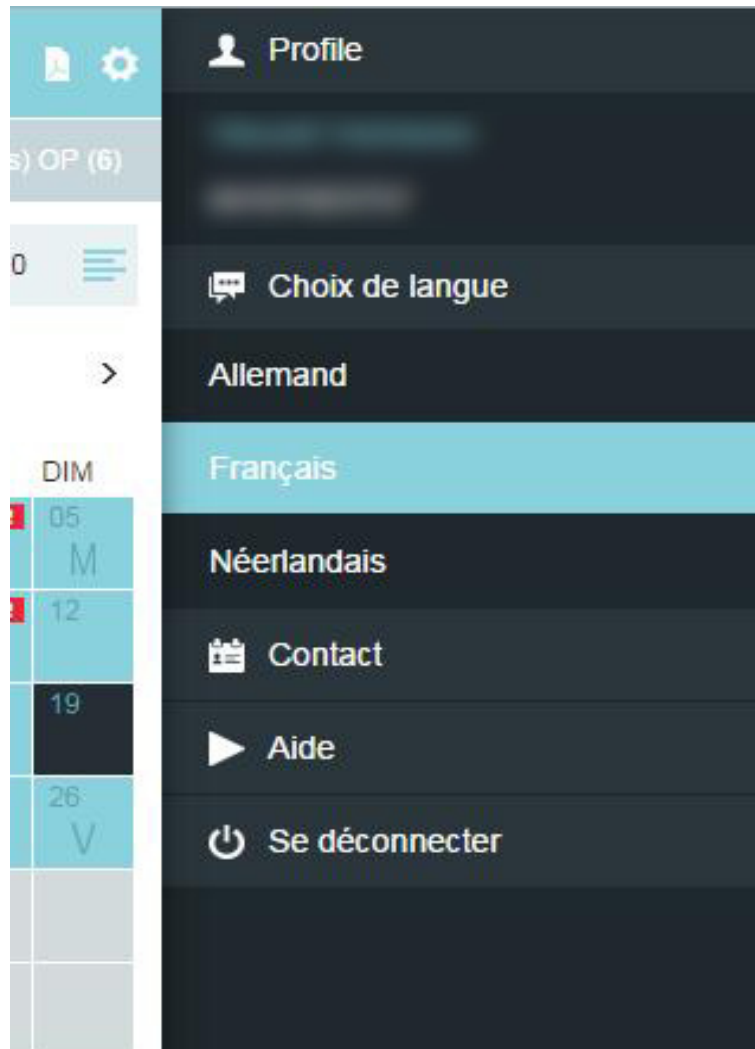 Profile
s) OP (6)
0
Choix de langue
>
Allemand
DIM
Français
05
M
Néerlandais
12
Contact
19
Aide
26
V
Se déconnecter